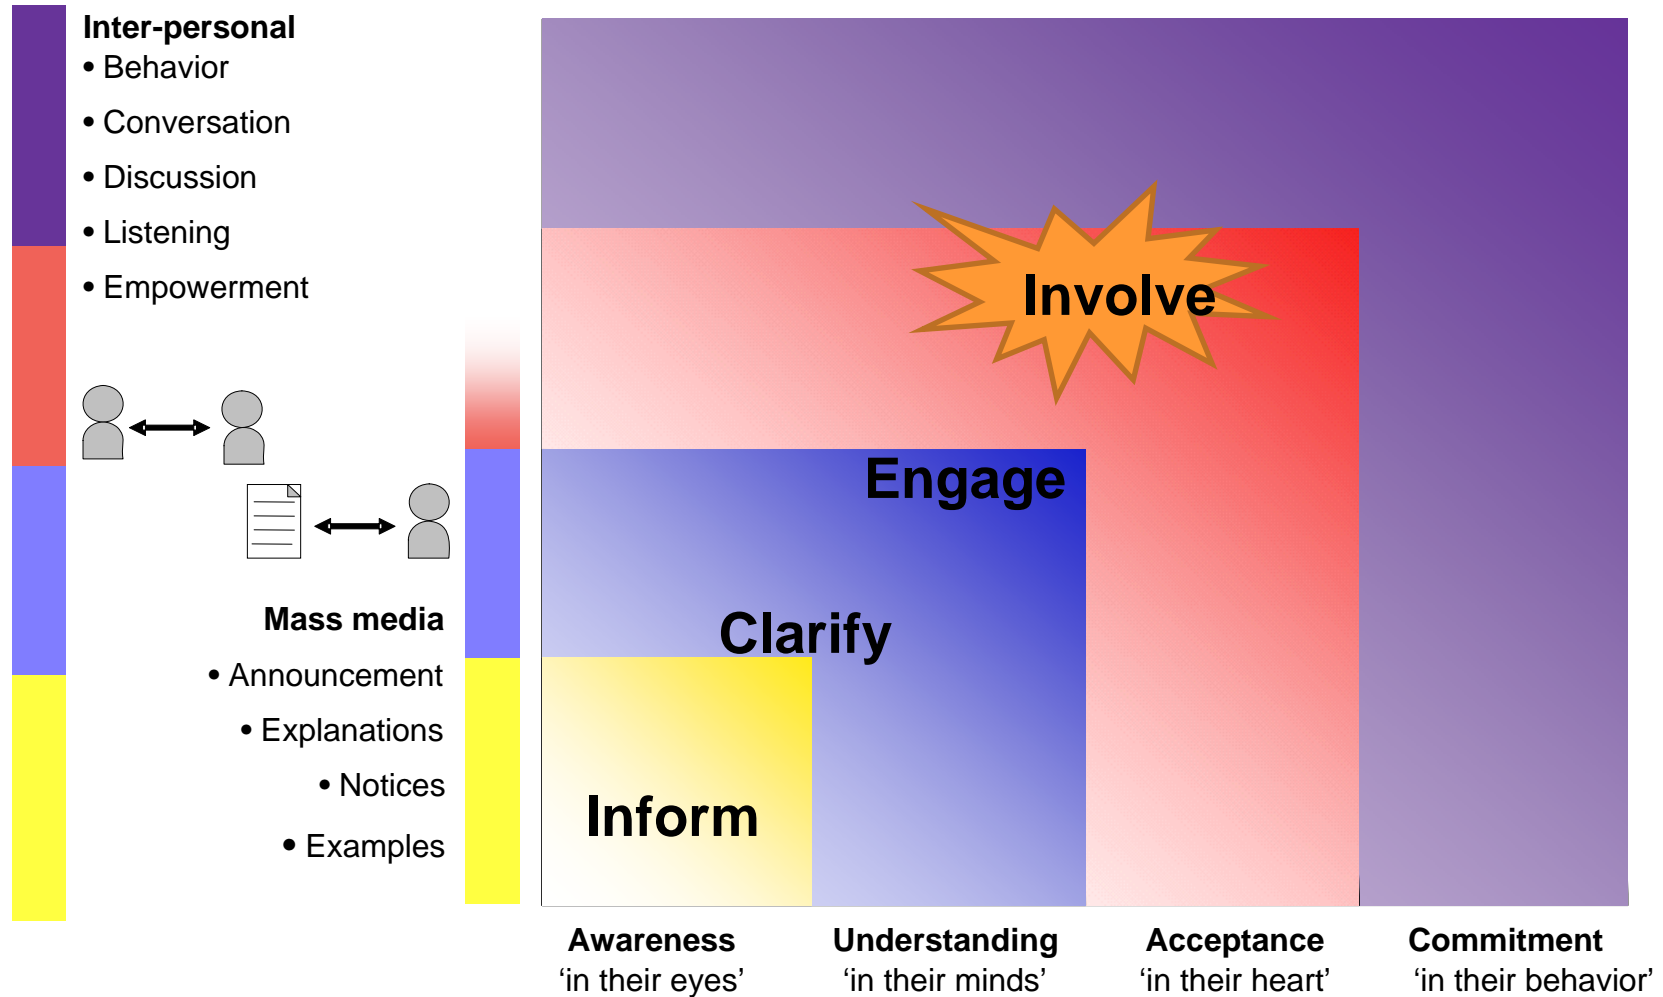 Inter-personal
• Behavior
• Conversation
• Discussion
• Listening
• Empowerment
Mass media
• Announcement
• Explanations
• Notices
• Examples
Involve
Engage
Clarify
Inform
Awareness
‘in their eyes’
Understanding
‘in their minds’
Acceptance
‘in their heart’
Commitment
‘in their behavior’